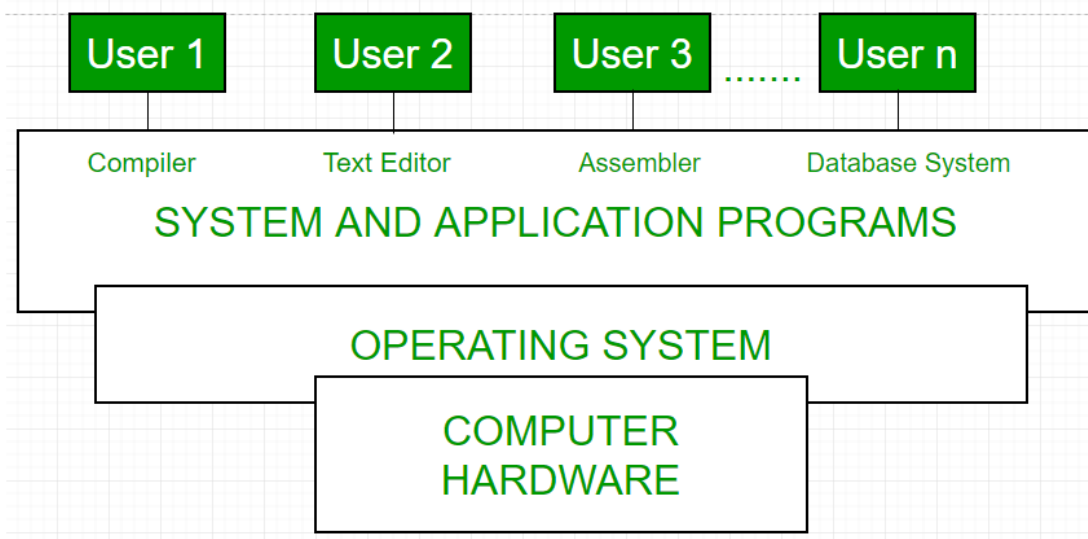 User 1 User 2 User 3 ....... User n
Compiler Text Editor Assembler Database System
SYSTEM AND APPLICATION PROGRAMS
OPERATING SYSTEM
COMPUTER
HARDWARE